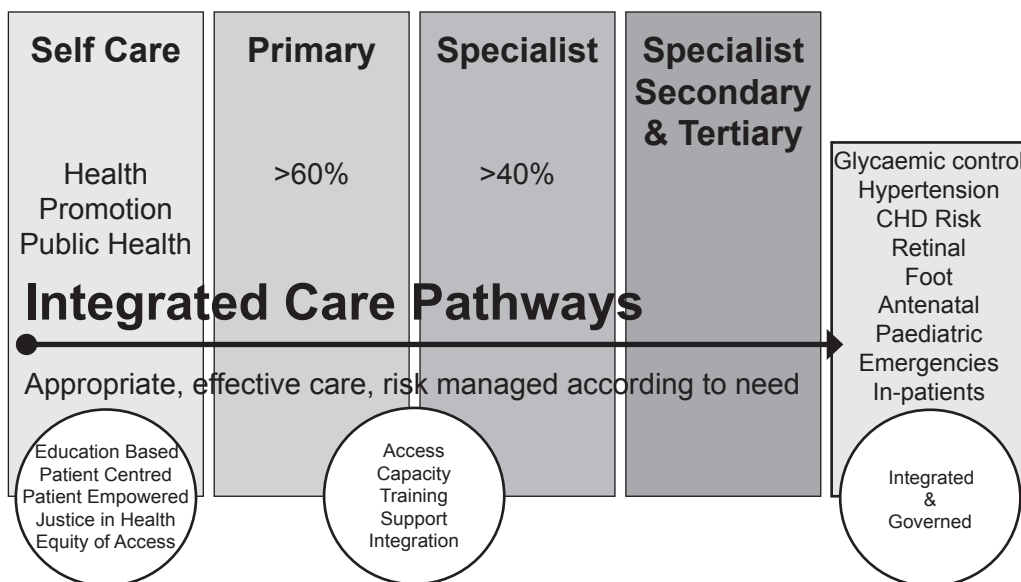 Self Care
Primary
Specialist
Specialist
Secondary
& Tertiary
Health
Promotion
Public Health
>60%
>40%
Glycaemic control
Hypertension
CHD Risk
Retinal
Foot
Antenatal
Paediatric
Emergencies
In-patients
Integrated Care Pathways
Appropriate, effective care, risk managed according to need
Education Based
Patient Centred
Patient Empowered
Justice in Health
Equity of Access
Access
Capacity
Training
Support
Integration
Integrated
&
Governed